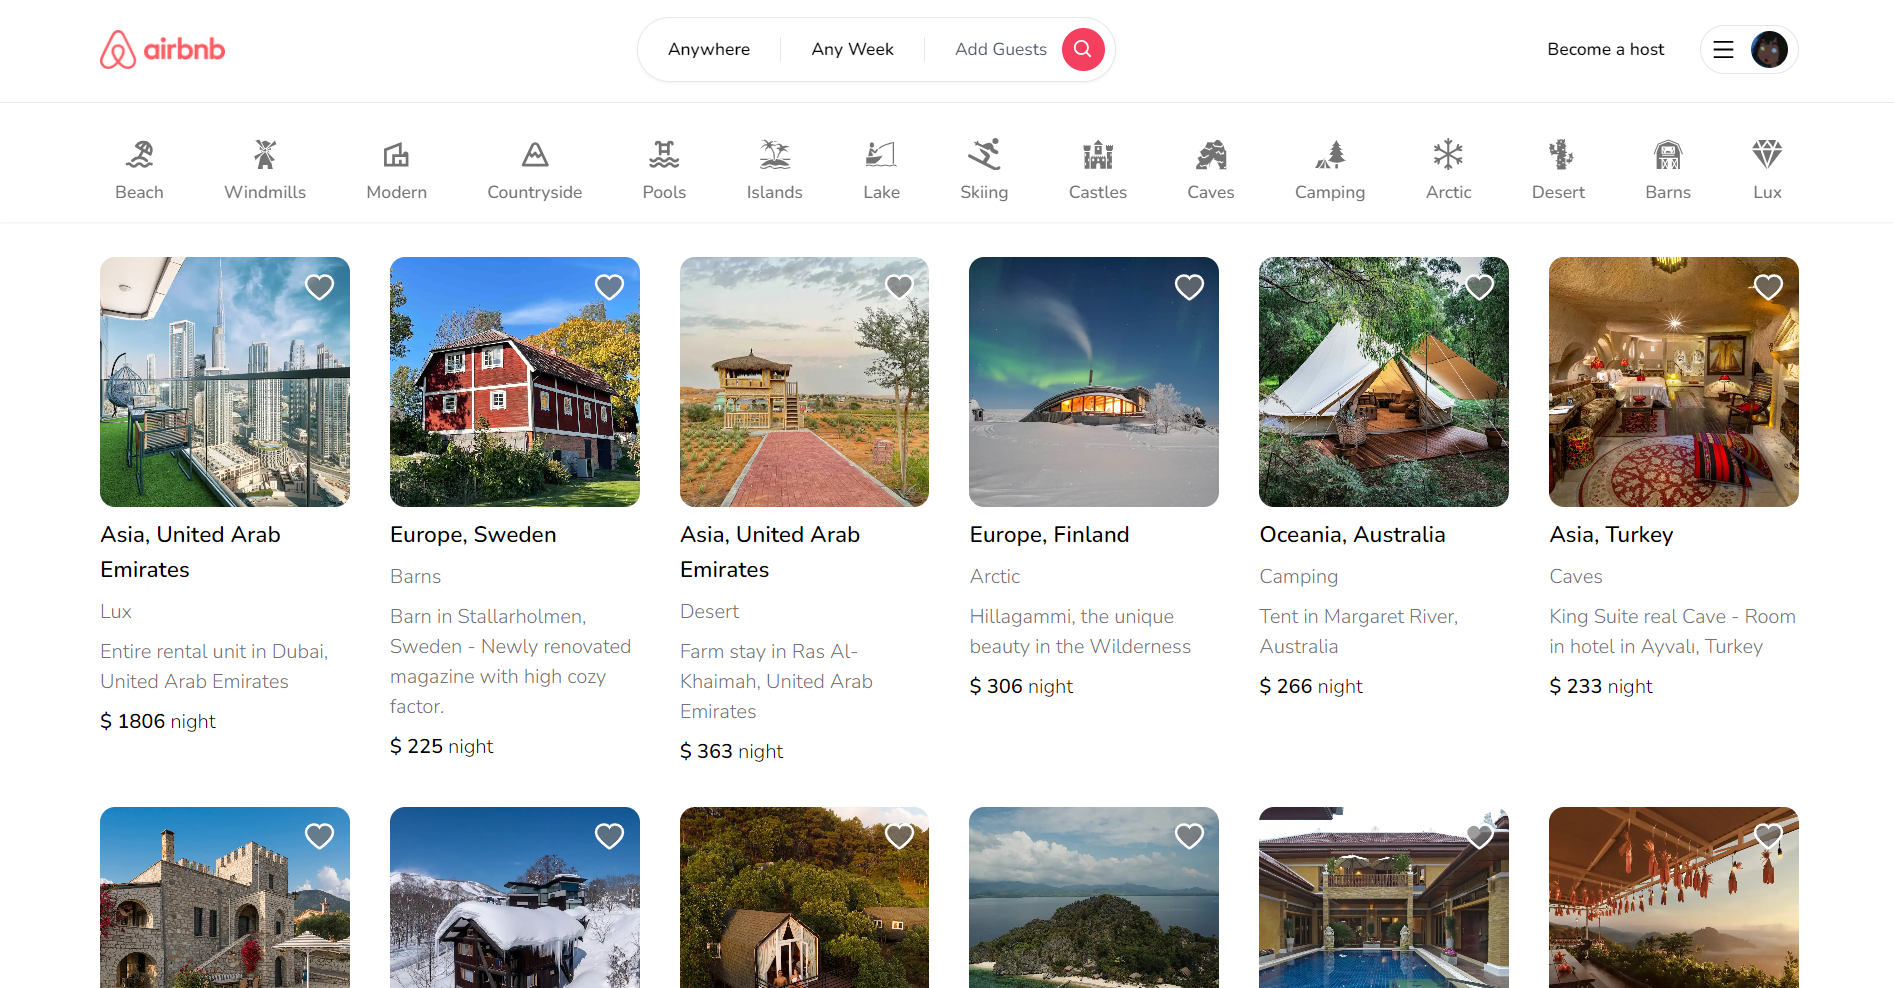 airbnb
Anywhere
Any Week
Add Guests
Become a host
Beach
Windmills
Modern
Countryside
Pools
Islands
Lake
Skiing
Castles
Caves
Camping
Arctic
Desert
Barns
Lux
Asia, United Arab
Emirates
Lux
Entire rental unit in Dubai,
United Arab Emirates
$ 1806 night
Europe, Sweden
Barns
Barn in Stallarholmen,
Sweden - Newly renovated
magazine with high cozy
factor.
$ 225 night
Asia, United Arab
Emirates
Desert
Farm stay in Ras Al-
Khaimah, United Arab
Emirates
$ 363 night
Europe, Finland
Arctic
Hillagammi, the unique
beauty in the Wilderness
$ 306 night
Oceania, Australia
Camping
Tent in Margaret River,
Australia
$ 266 night
Asia, Turkey
Caves
King Suite real Cave - Room
in hotel in Ayvalı, Turkey
$ 233 night